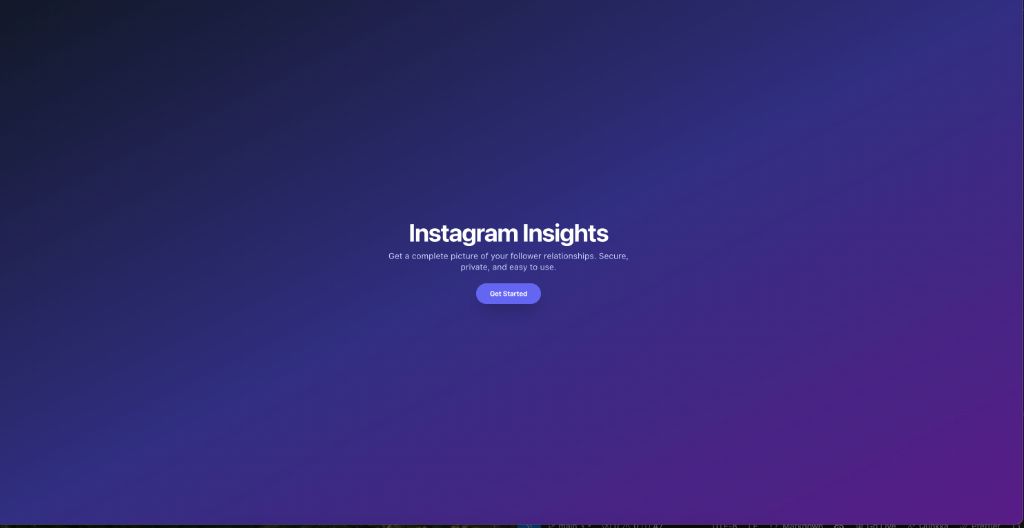 Instagram Insights
Get a complete picture of your follower relationships. Secure,
private, and easy to use.
Get Started